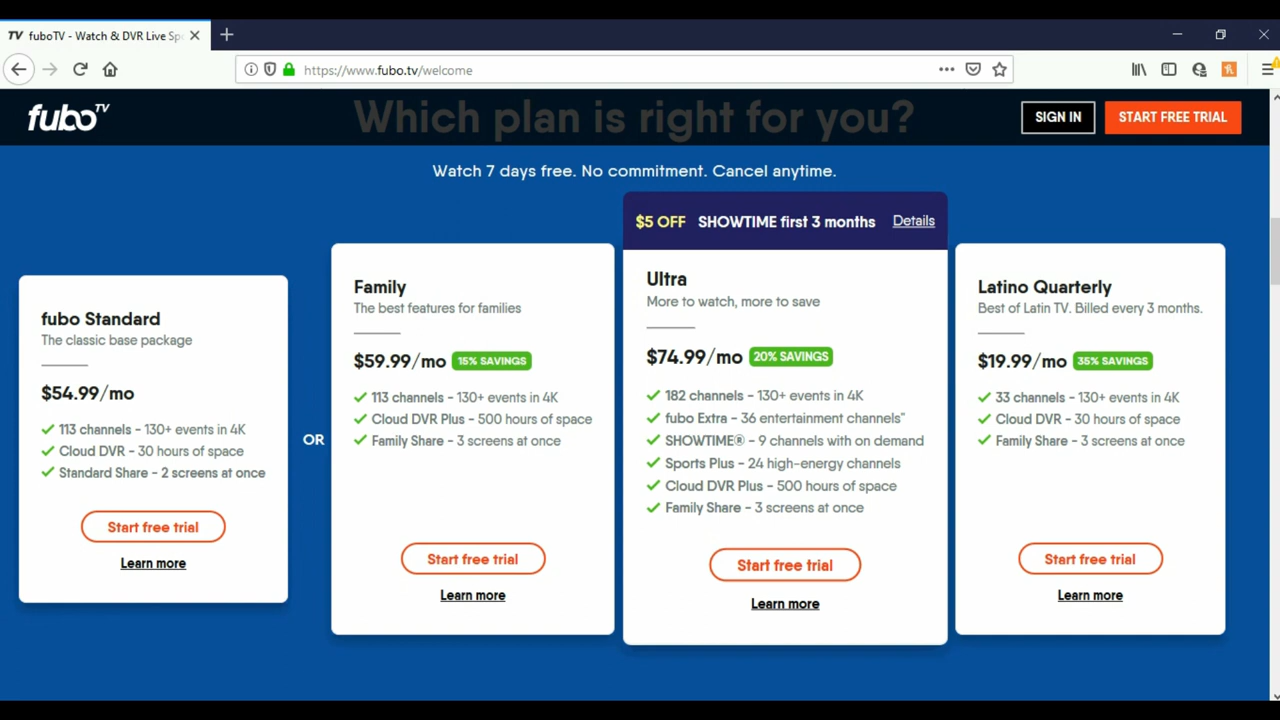 TV fuboTV - Watch & DVR Live Sp
https://www.fubo.tv/welcome
fubo TV
Which plan is right for you?
SIGN IN
START FREE TRIAL
Watch 7 days free. No commitment. Cancel anytime.
fubo Standard
The classic base package
$54.99/mo
113 channels - 130+ events in 4K
Cloud DVR - 30 hours of space
Standard Share - 2 screens at once
Start free trial
Learn more
OR
Family
The best features for families
$59.99/mo 15% SAVINGS
113 channels - 130+ events in 4K
Cloud DVR Plus - 500 hours of space
Family Share - 3 screens at once
Start free trial
Learn more
$5 OFF SHOWTIME first 3 months Details
Ultra
More to watch, more to save
$74.99/mo 20% SAVINGS
182 channels - 130+ events in 4K
fubo Extra - 36 entertainment channels"
SHOWTIME® - 9 channels with on demand
Sports Plus - 24 high-energy channels
Cloud DVR Plus - 500 hours of space
Family Share - 3 screens at once
Start free trial
Learn more
Latino Quarterly
Best of Latin TV. Billed every 3 months.
$19.99/mo 35% SAVINGS
33 channels - 130+ events in 4K
Cloud DVR - 30 hours of space
Family Share - 3 screens at once
Start free trial
Learn more